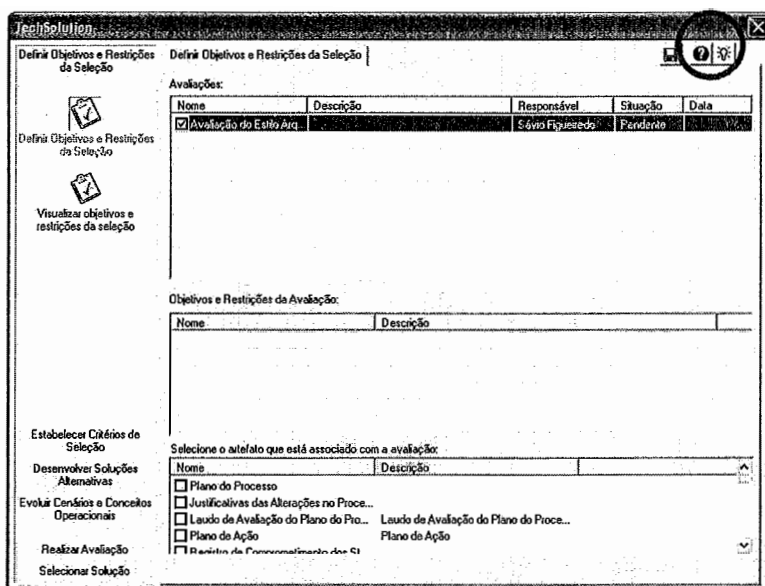 TechSolution
Definir Objetivos e Restrições da Seleção
Definir Objetivos e Restrições da Seleção
Visualizar objetivos e restrições da seleção
Estabelecer Critérios de Seleção
Desenvolver Soluções Alternativas
Evoluir Cenários e Conceitos Operacionais
Realizar Avaliação
Selecionar Solução
Definir Objetivos e Restrições da Seleção
Avaliações:
Nome Descrição Responsável Situação Data
Avaliação do Estilo Arq... Sávio Figueiredo Pendente
Objetivos e Restrições da Avaliação:
Nome Descrição
Selecione o artefato que está associado com a avaliação:
Nome Descrição
Plano do Processo
Justificativas das Alterações no Proce...
Laudo de Avaliação do Plano do Pro... Laudo de Avaliação do Plano do Proce...
Plano de Ação Plano de Ação
Registro de Comprometimento dos